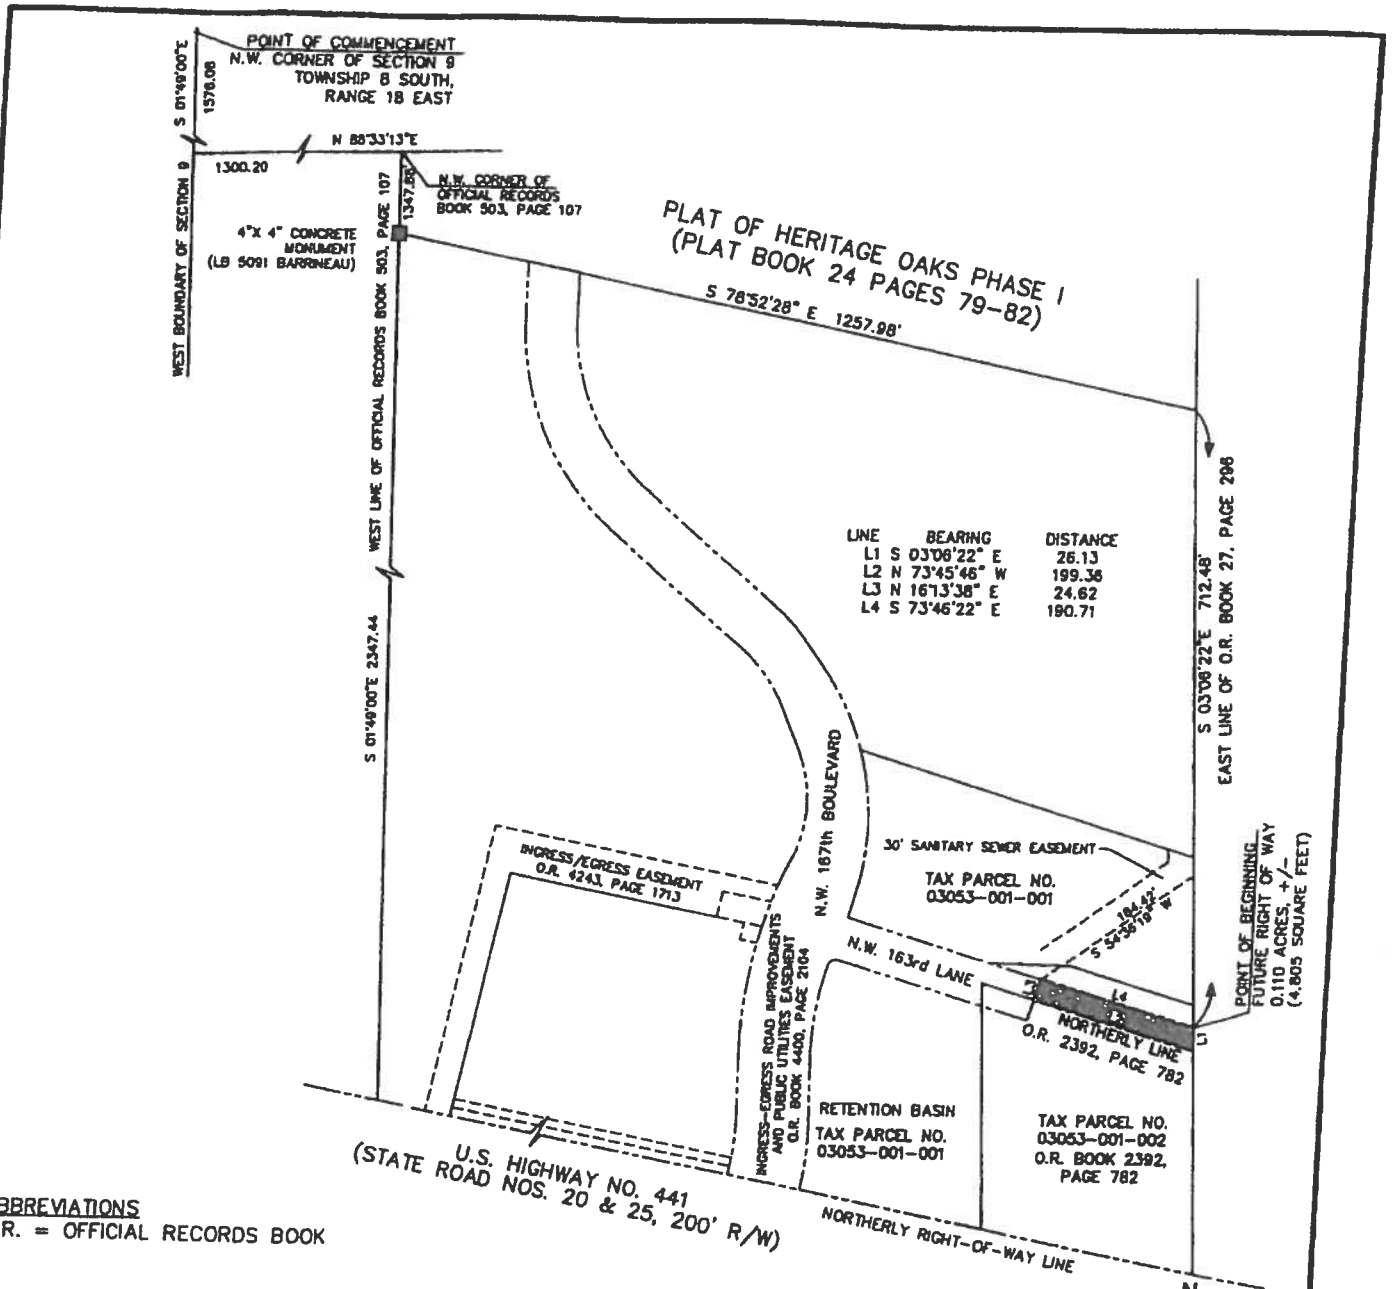 POINT OF COMMENCEMENT
N.W. CORNER OF SECTION 9
TOWNSHIP 8 SOUTH,
RANGE 18 EAST
S 01°49'00"E
1576.08
N 88°33'13"E
1300.20
WEST BOUNDARY OF SECTION 9
1347.65'
N.W. CORNER OF
OFFICIAL RECORDS
BOOK 503, PAGE 107
4"X 4" CONCRETE
MONUMENT
(LB 5091 BARRINEAU)
WEST LINE OF OFFICIAL RECORDS BOOK 503, PAGE 107
S 01°49'00"E 2347.44
PLAT OF HERITAGE OAKS PHASE I
(PLAT BOOK 24 PAGES 79-82)
S 78°52'28" E 1257.98'
LINE BEARING DISTANCE
L1 S 03°06'22" E 26.13
L2 N 73°45'46" W 199.36
L3 N 16°13'38" E 24.62
L4 S 73°46'22" E 190.71
S 03°06'22"E 712.48'
EAST LINE OF O.R. BOOK 27, PAGE 296
N.W. 167th BOULEVARD
30' SANITARY SEWER EASEMENT
TAX PARCEL NO.
03053-001-001
184.42'
S 54°36'19" W
INGRESS/EGRESS EASEMENT
O.R. 4243, PAGE 1713
N.W. 163rd LANE
POINT OF BEGINNING
FUTURE RIGHT OF WAY
0.110 ACRES, +/-
(4,805 SQUARE FEET)
L4
NORTHERLY LINE
O.R. 2392, PAGE 782
INGRESS-EGRESS ROAD IMPROVEMENTS
AND PUBLIC UTILITIES EASEMENT
O.R. BOOK 4400, PAGE 2104
RETENTION BASIN
TAX PARCEL NO.
03053-001-001
TAX PARCEL NO.
03053-001-002
O.R. BOOK 2392,
PAGE 782
U.S. HIGHWAY NO. 441
(STATE ROAD NOS. 20 & 25, 200' R/W)
NORTHERLY RIGHT-OF-WAY LINE
BBREVIATIONS
R. = OFFICIAL RECORDS BOOK